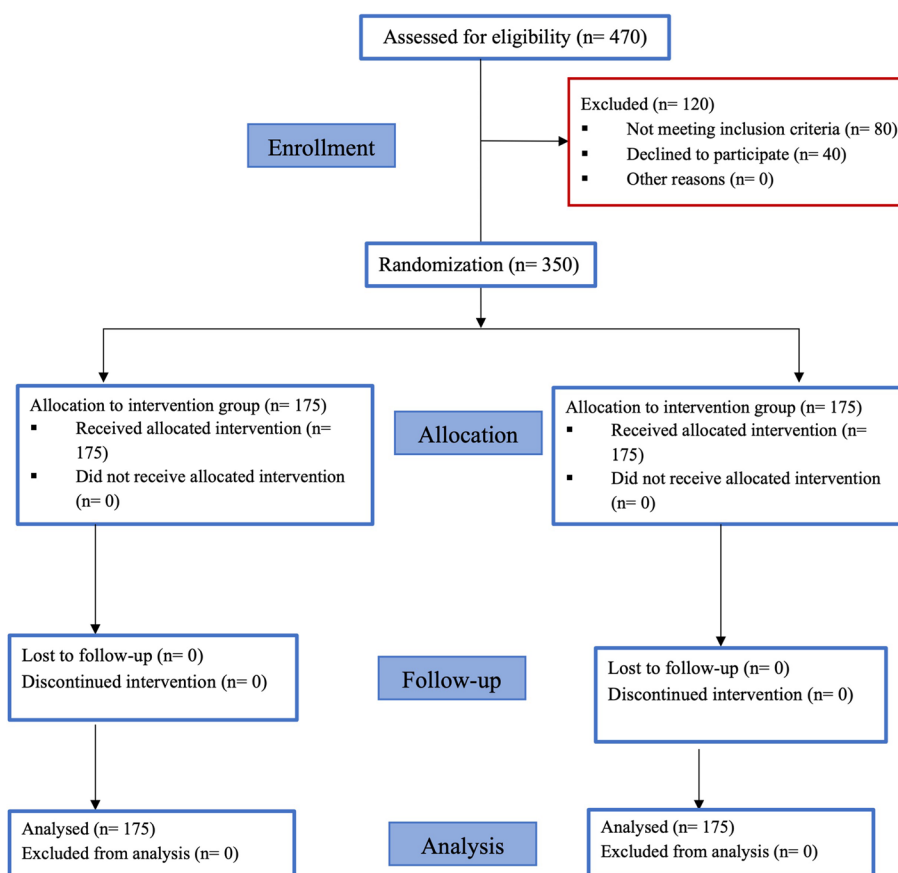 Assessed for eligibility (n= 470)
Excluded (n= 120)
▪ Not meeting inclusion criteria (n= 80)
▪ Declined to participate (n= 40)
▪ Other reasons (n= 0)
Enrollment
Randomization (n= 350)
Allocation to intervention group (n= 175)
▪ Received allocated intervention (n=
175)
▪ Did not receive allocated intervention
(n= 0)
Allocation
Allocation to intervention group (n= 175)
▪ Received allocated intervention (n=
175)
▪ Did not receive allocated intervention
(n= 0)
Lost to follow-up (n= 0)
Discontinued intervention (n= 0)
Follow-up
Lost to follow-up (n= 0)
Discontinued intervention (n= 0)
Analysed (n= 175)
Excluded from analysis (n= 0)
Analysis
Analysed (n= 175)
Excluded from analysis (n= 0)